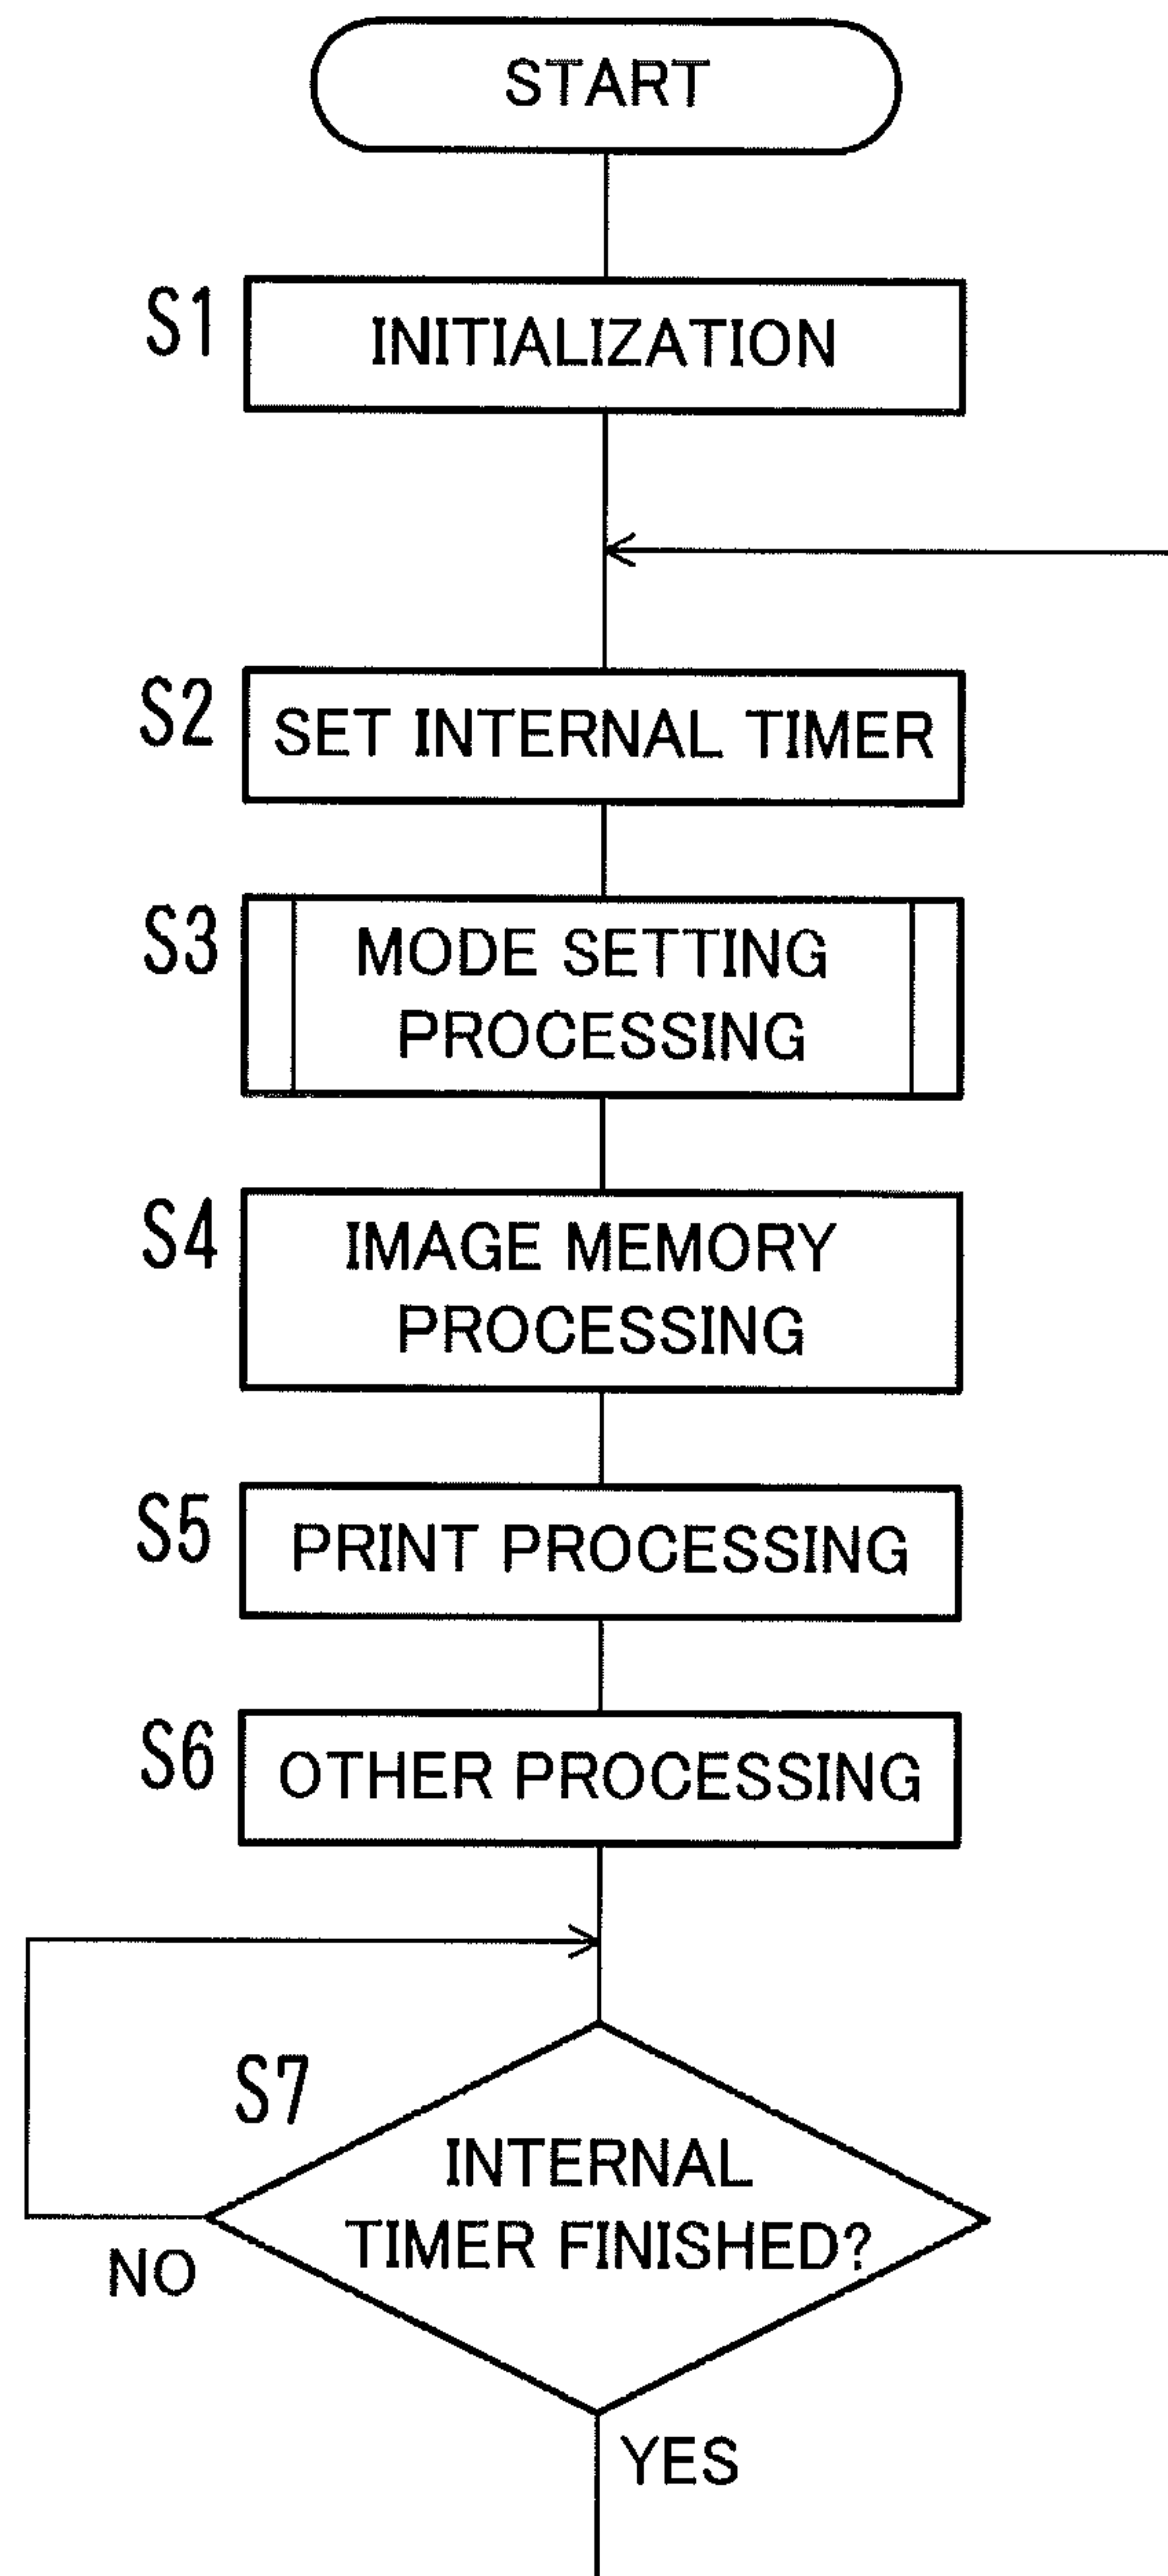 START
S1
INITIALIZATION
S2
SET INTERNAL TIMER
S3
MODE SETTING
PROCESSING
S4
IMAGE MEMORY
PROCESSING
S5
PRINT PROCESSING
S6
OTHER PROCESSING
S7
INTERNAL
TIMER FINISHED?
NO
YES